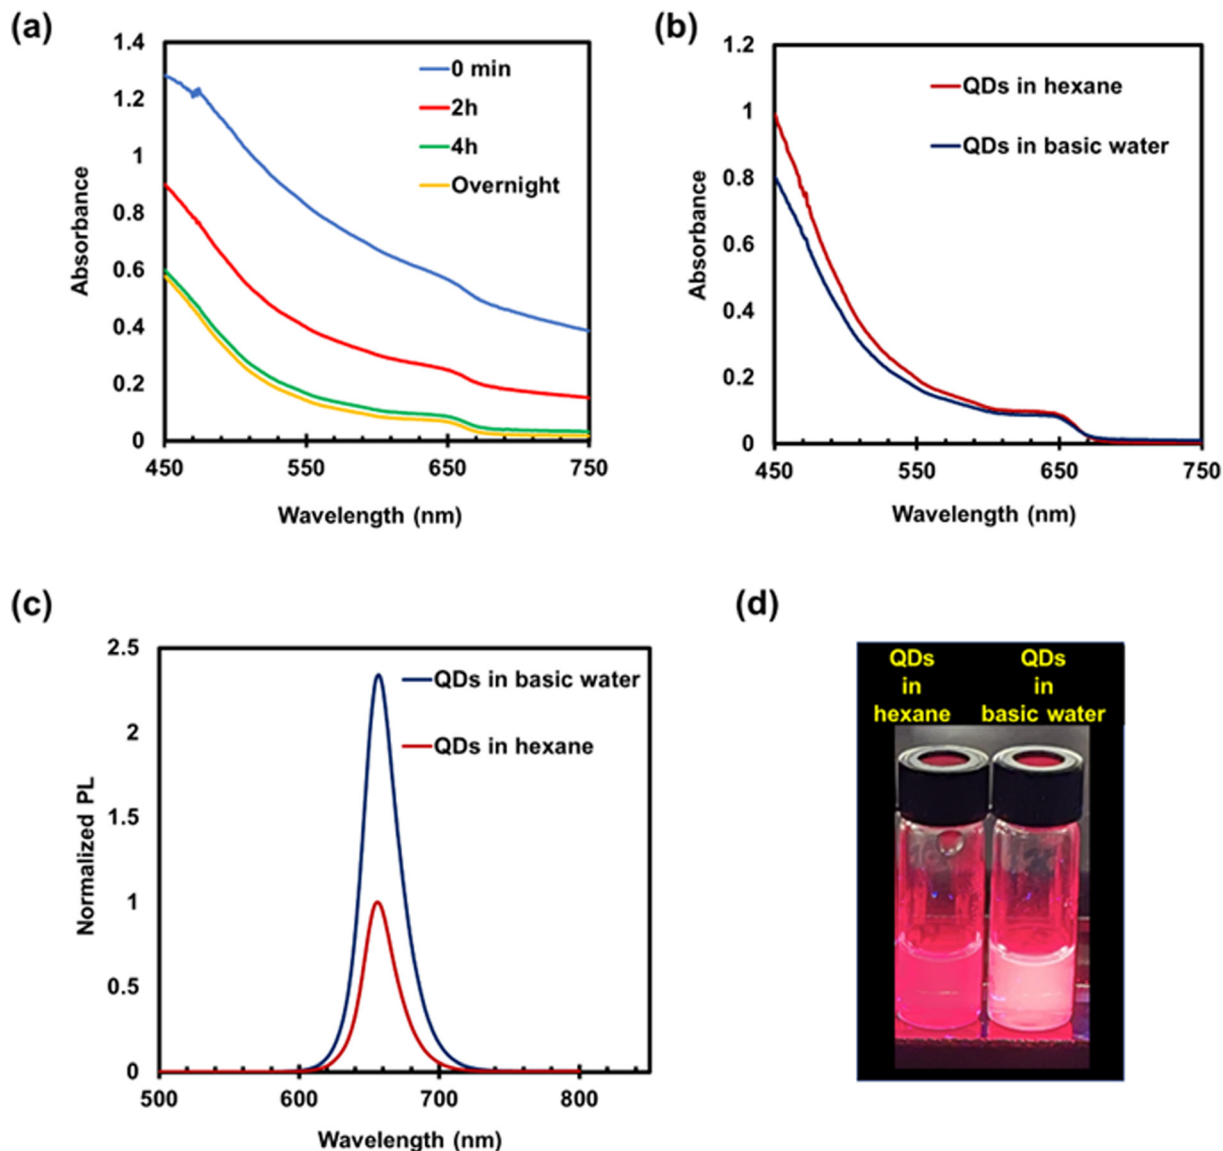 (a)
1.4
1.2
1
0.8
0.6
0.4
0.2
0
Absorbance
0 min
2h
4h
Overnight
450
550
650
750
Wavelength (nm)
(b)
1.2
1
0.8
0.6
0.4
0.2
0
Absorbance
QDs in hexane
QDs in basic water
450
550
650
750
Wavelength (nm)
(c)
2.5
2
1.5
1
0.5
0
Normalized PL
QDs in basic water
QDs in hexane
500
600
700
800
Wavelength (nm)
(d)
QDs
in
hexane
QDs
in
basic water